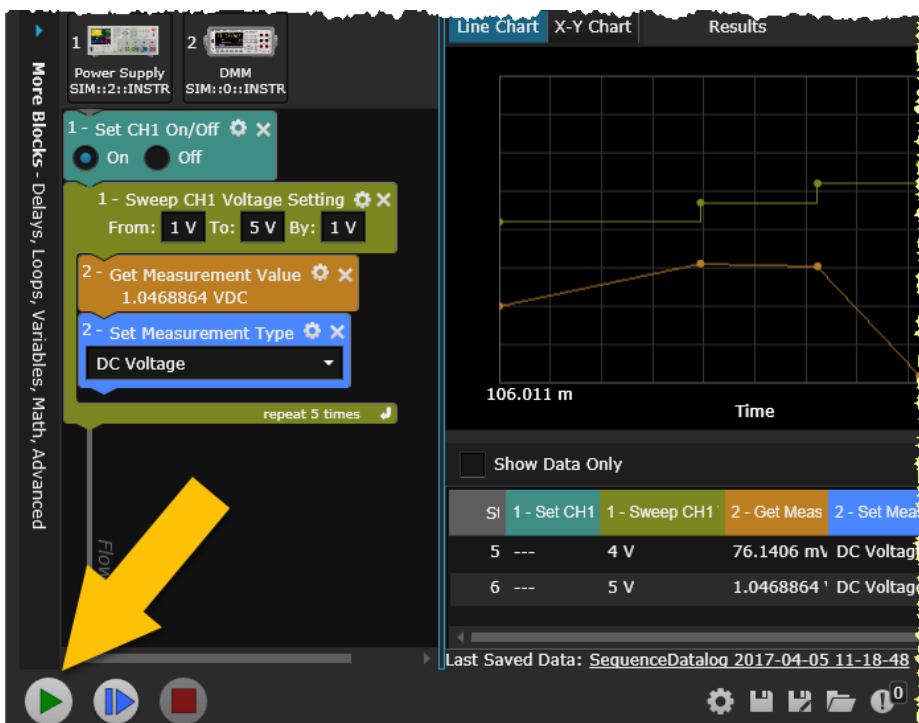 Line Chart X-Y Chart Results
1
2
Power Supply
SIM::2::INSTR
DMM
SIM::0::INSTR
More Blocks - Delays, Loops, Variables, Math, Advanced
1 - Set CH1 On/Off
On Off
1 - Sweep CH1 Voltage Setting
From: 1 V To: 5 V By: 1 V
2 - Get Measurement Value
1.0468864 VDC
2 - Set Measurement Type
DC Voltage
repeat 5 times
Flow
106.011 m
Time
Show Data Only
1 - Set CH1 1 - Sweep CH1 2 - Get Meas 2 - Set Mea
5 --- 4 V 76.1406 mV DC Voltag
6 --- 5 V 1.0468864 DC Voltage
Last Saved Data: SequenceDatalog 2017-04-05 11-18-48
0